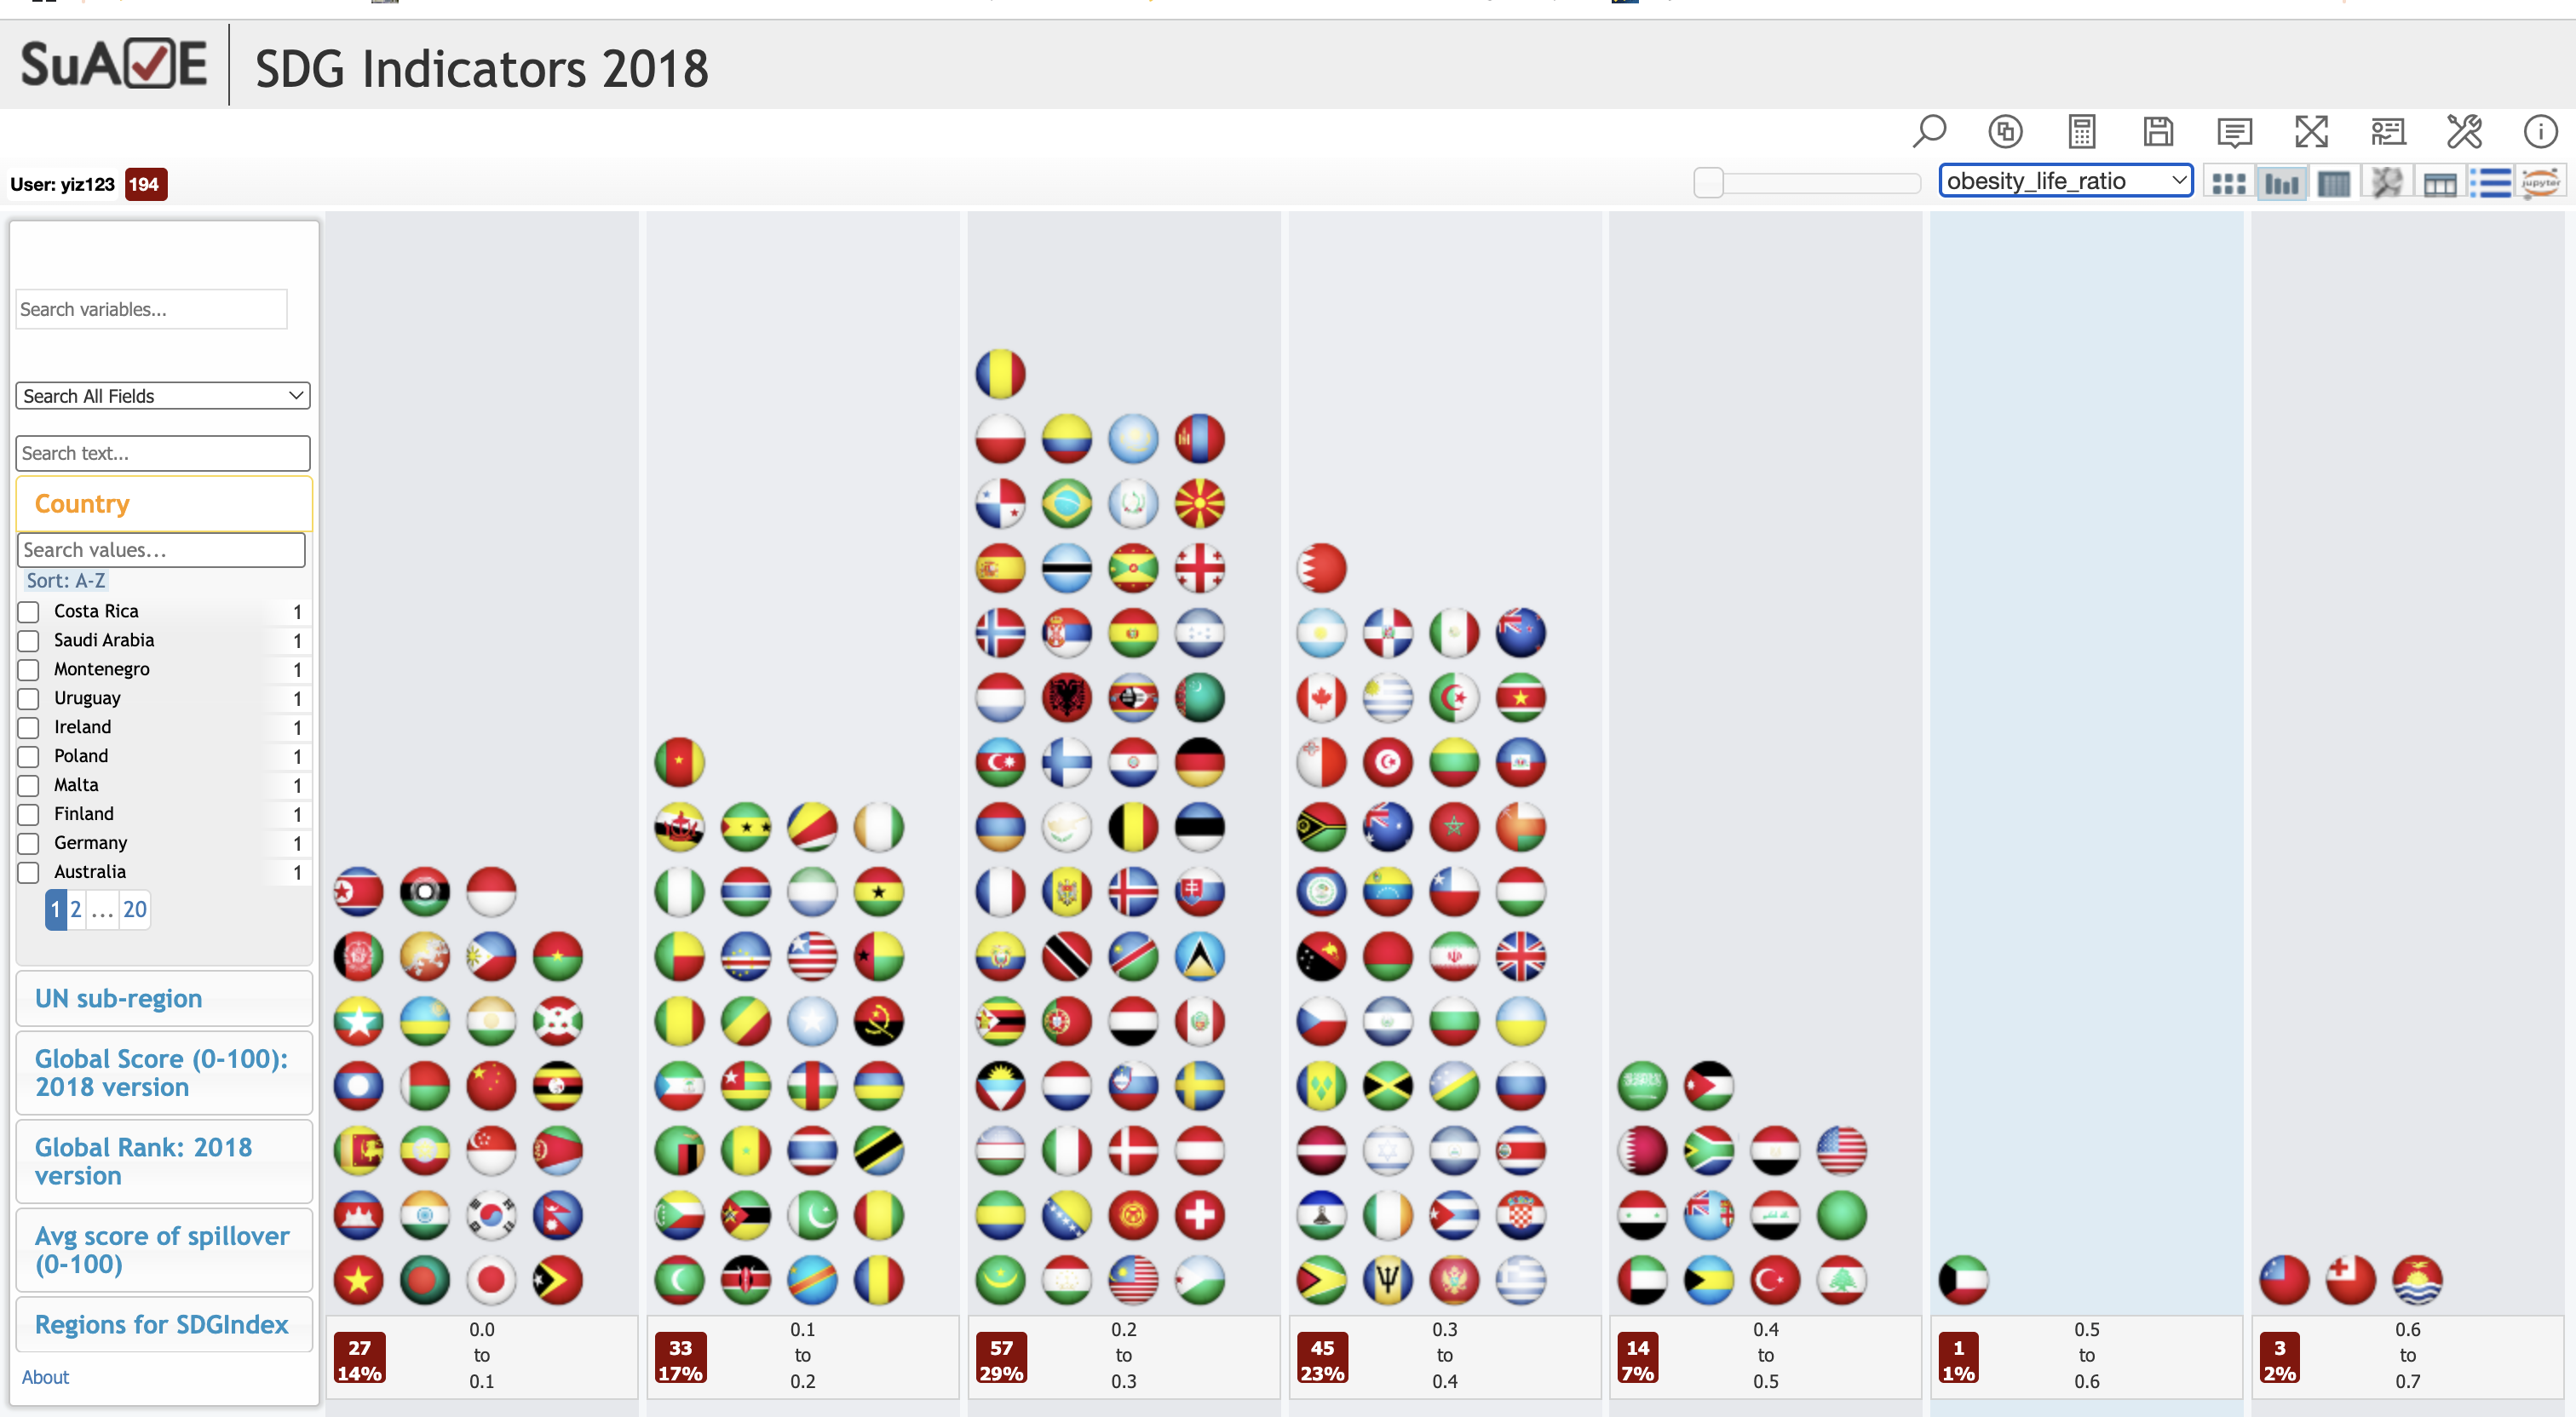 SuAVE
SDG Indicators 2018
User: yiz123
194
obesity_life_ratio
jupyter
Search variables...
Search All Fields
Search text...
Country
Search values...
Sort: A-Z
Costa Rica 1
Saudi Arabia 1
Montenegro 1
Uruguay 1
Ireland 1
Poland 1
Malta 1
Finland 1
Germany 1
Australia 1
1 2 ... 20
UN sub-region
Global Score (0-100):
2018 version
Global Rank: 2018
version
Avg score of spillover
(0-100)
Regions for SDGIndex
About
27
14%
0.0
to
0.1
33
17%
0.1
to
0.2
57
29%
0.2
to
0.3
45
23%
0.3
to
0.4
14
7%
0.4
to
0.5
1
1%
0.5
to
0.6
3
2%
0.6
to
0.7